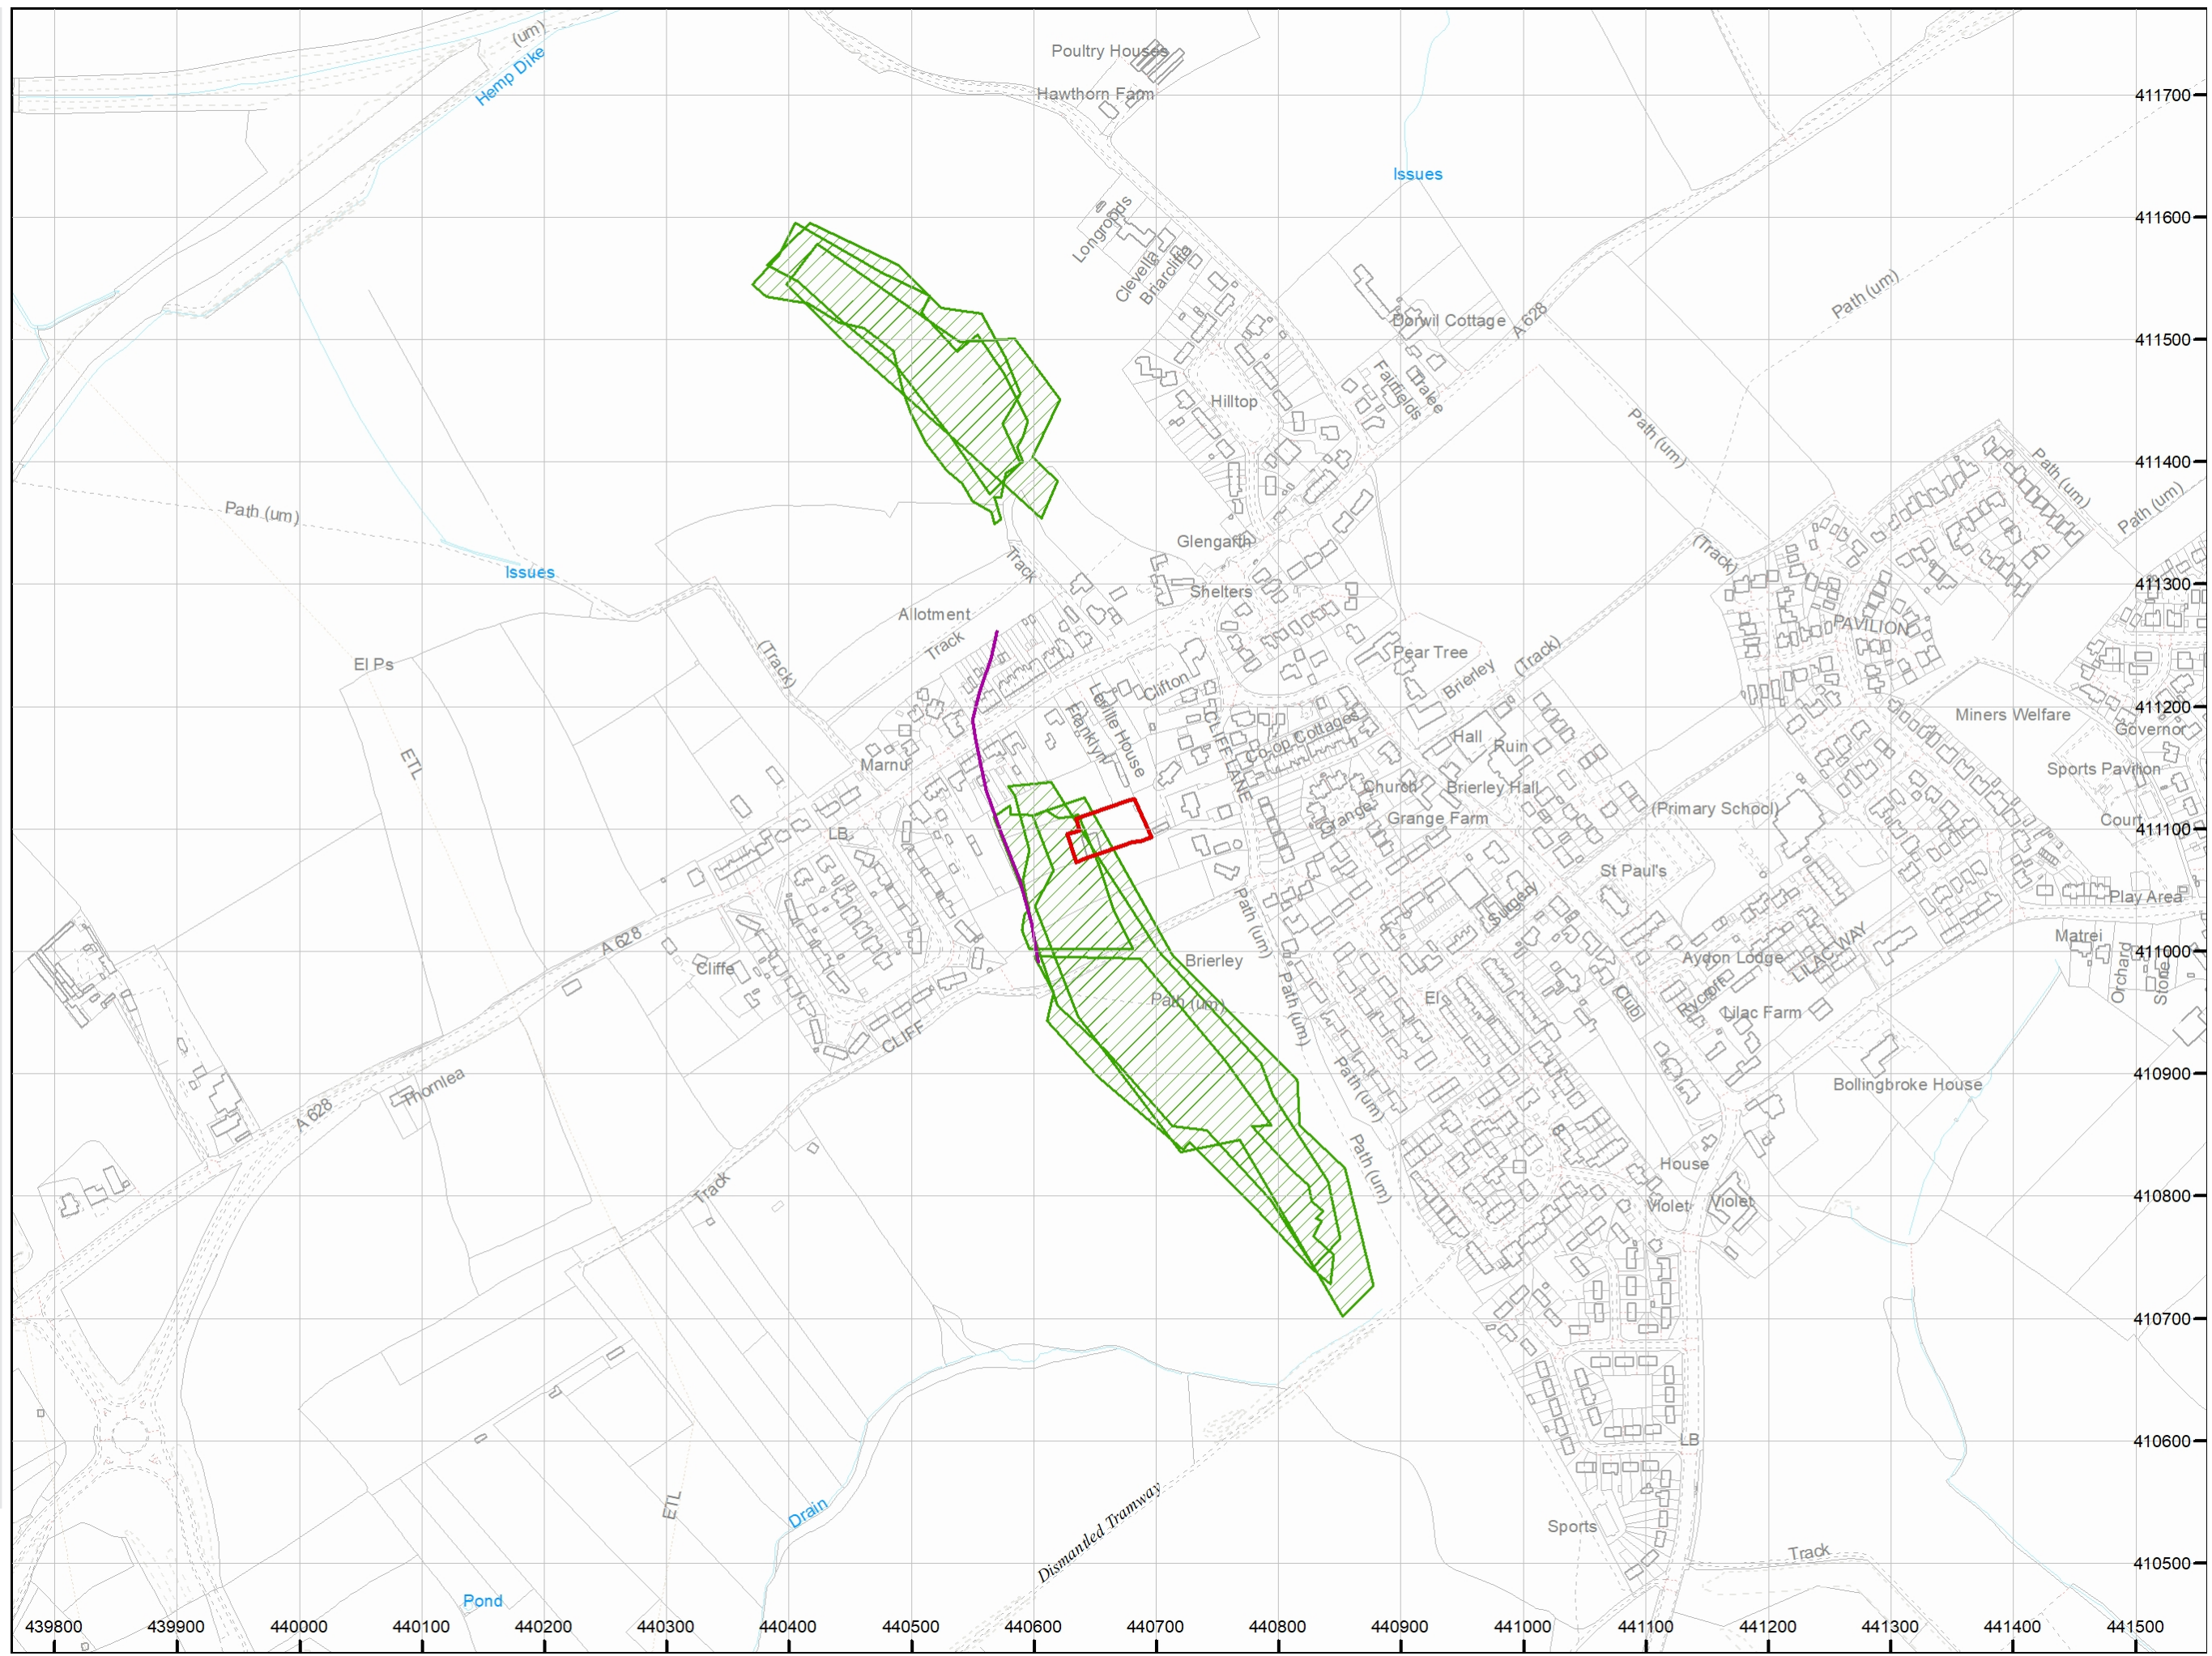 (um)
Hemp Dike
Poultry Houses
Hawthorn Farm
411700
Issues
Longroods
Clevella
Briarcliffe
411600
Path (um)
Dorwil Cottage
A 628
411500
Fairfields
Tralee
Hilltop
Path (um)
411400
Path (um)
Path (um)
Path (um)
Glengarth
(Track)
Issues
Track
411300
Shelters
Allotment
Track
PAVILION
(Track)
El Ps
Pear Tree
Brierley
(Track)
Clifton
Leslille House
Franklyn
411200
CLIFF LANE
Co-op Cottages
Miners Welfare
Governor
Hall
Ruin
ETL
Marnu
Sports Pavilion
Church
Brierley Hall
(Primary School)
Grange
Grange Farm
Court
411100
LB
St Paul's
Surgery
Play Area
Path (um)
A 628
LILAC WAY
Matrei
411000
Cliffe
Brierley
Aydon Lodge
Orchard
Stone
Path (um)
Path (um)
El
Club
Rycroft
Lilac Farm
CLIFF
Thornlea
Path (um)
Bollingbroke House
410900
A 628
B
Path (um)
House
Track
Violet
Violet
410800
410700
410600
LB
ETL
Drain
Dismantled Tramway
Sports
Track
410500
Pond
439800 439900 440000 440100 440200 440300 440400 440500 440600 440700 440800 440900 441000 441100 441200 441300 441400 441500